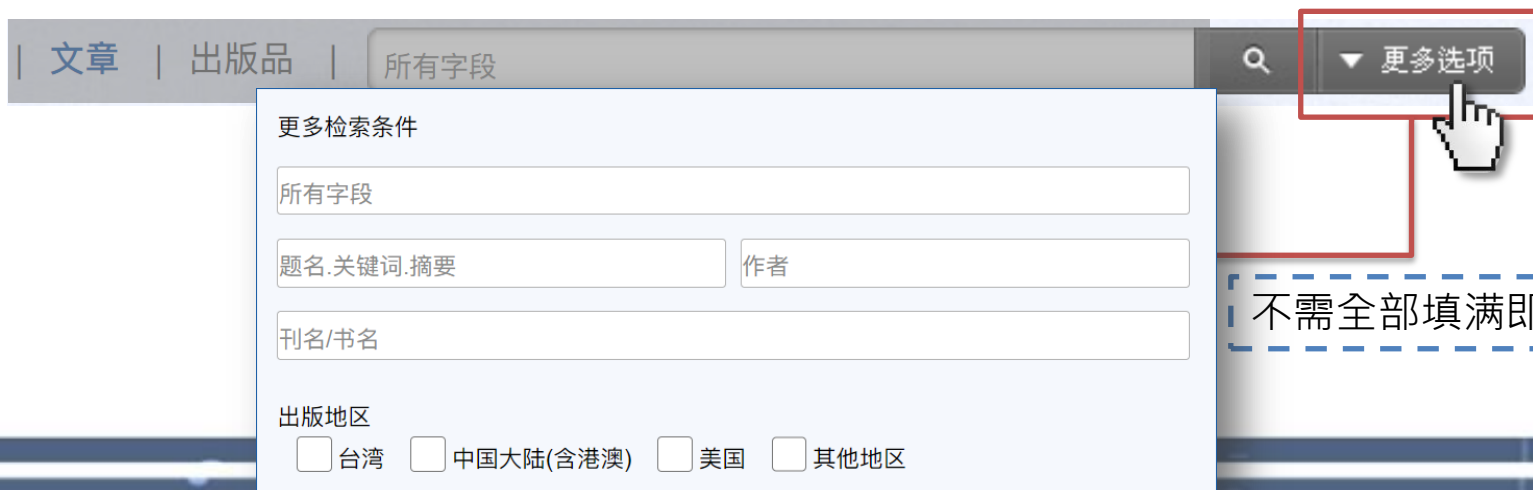 | 文章 | 出版品 | 所有字段 更多选项
更多检索条件
所有字段
题名.关键词.摘要 作者
刊名/书名
不需全部填满即
出版地区
台湾 中国大陆(含港澳) 美国 其他地区